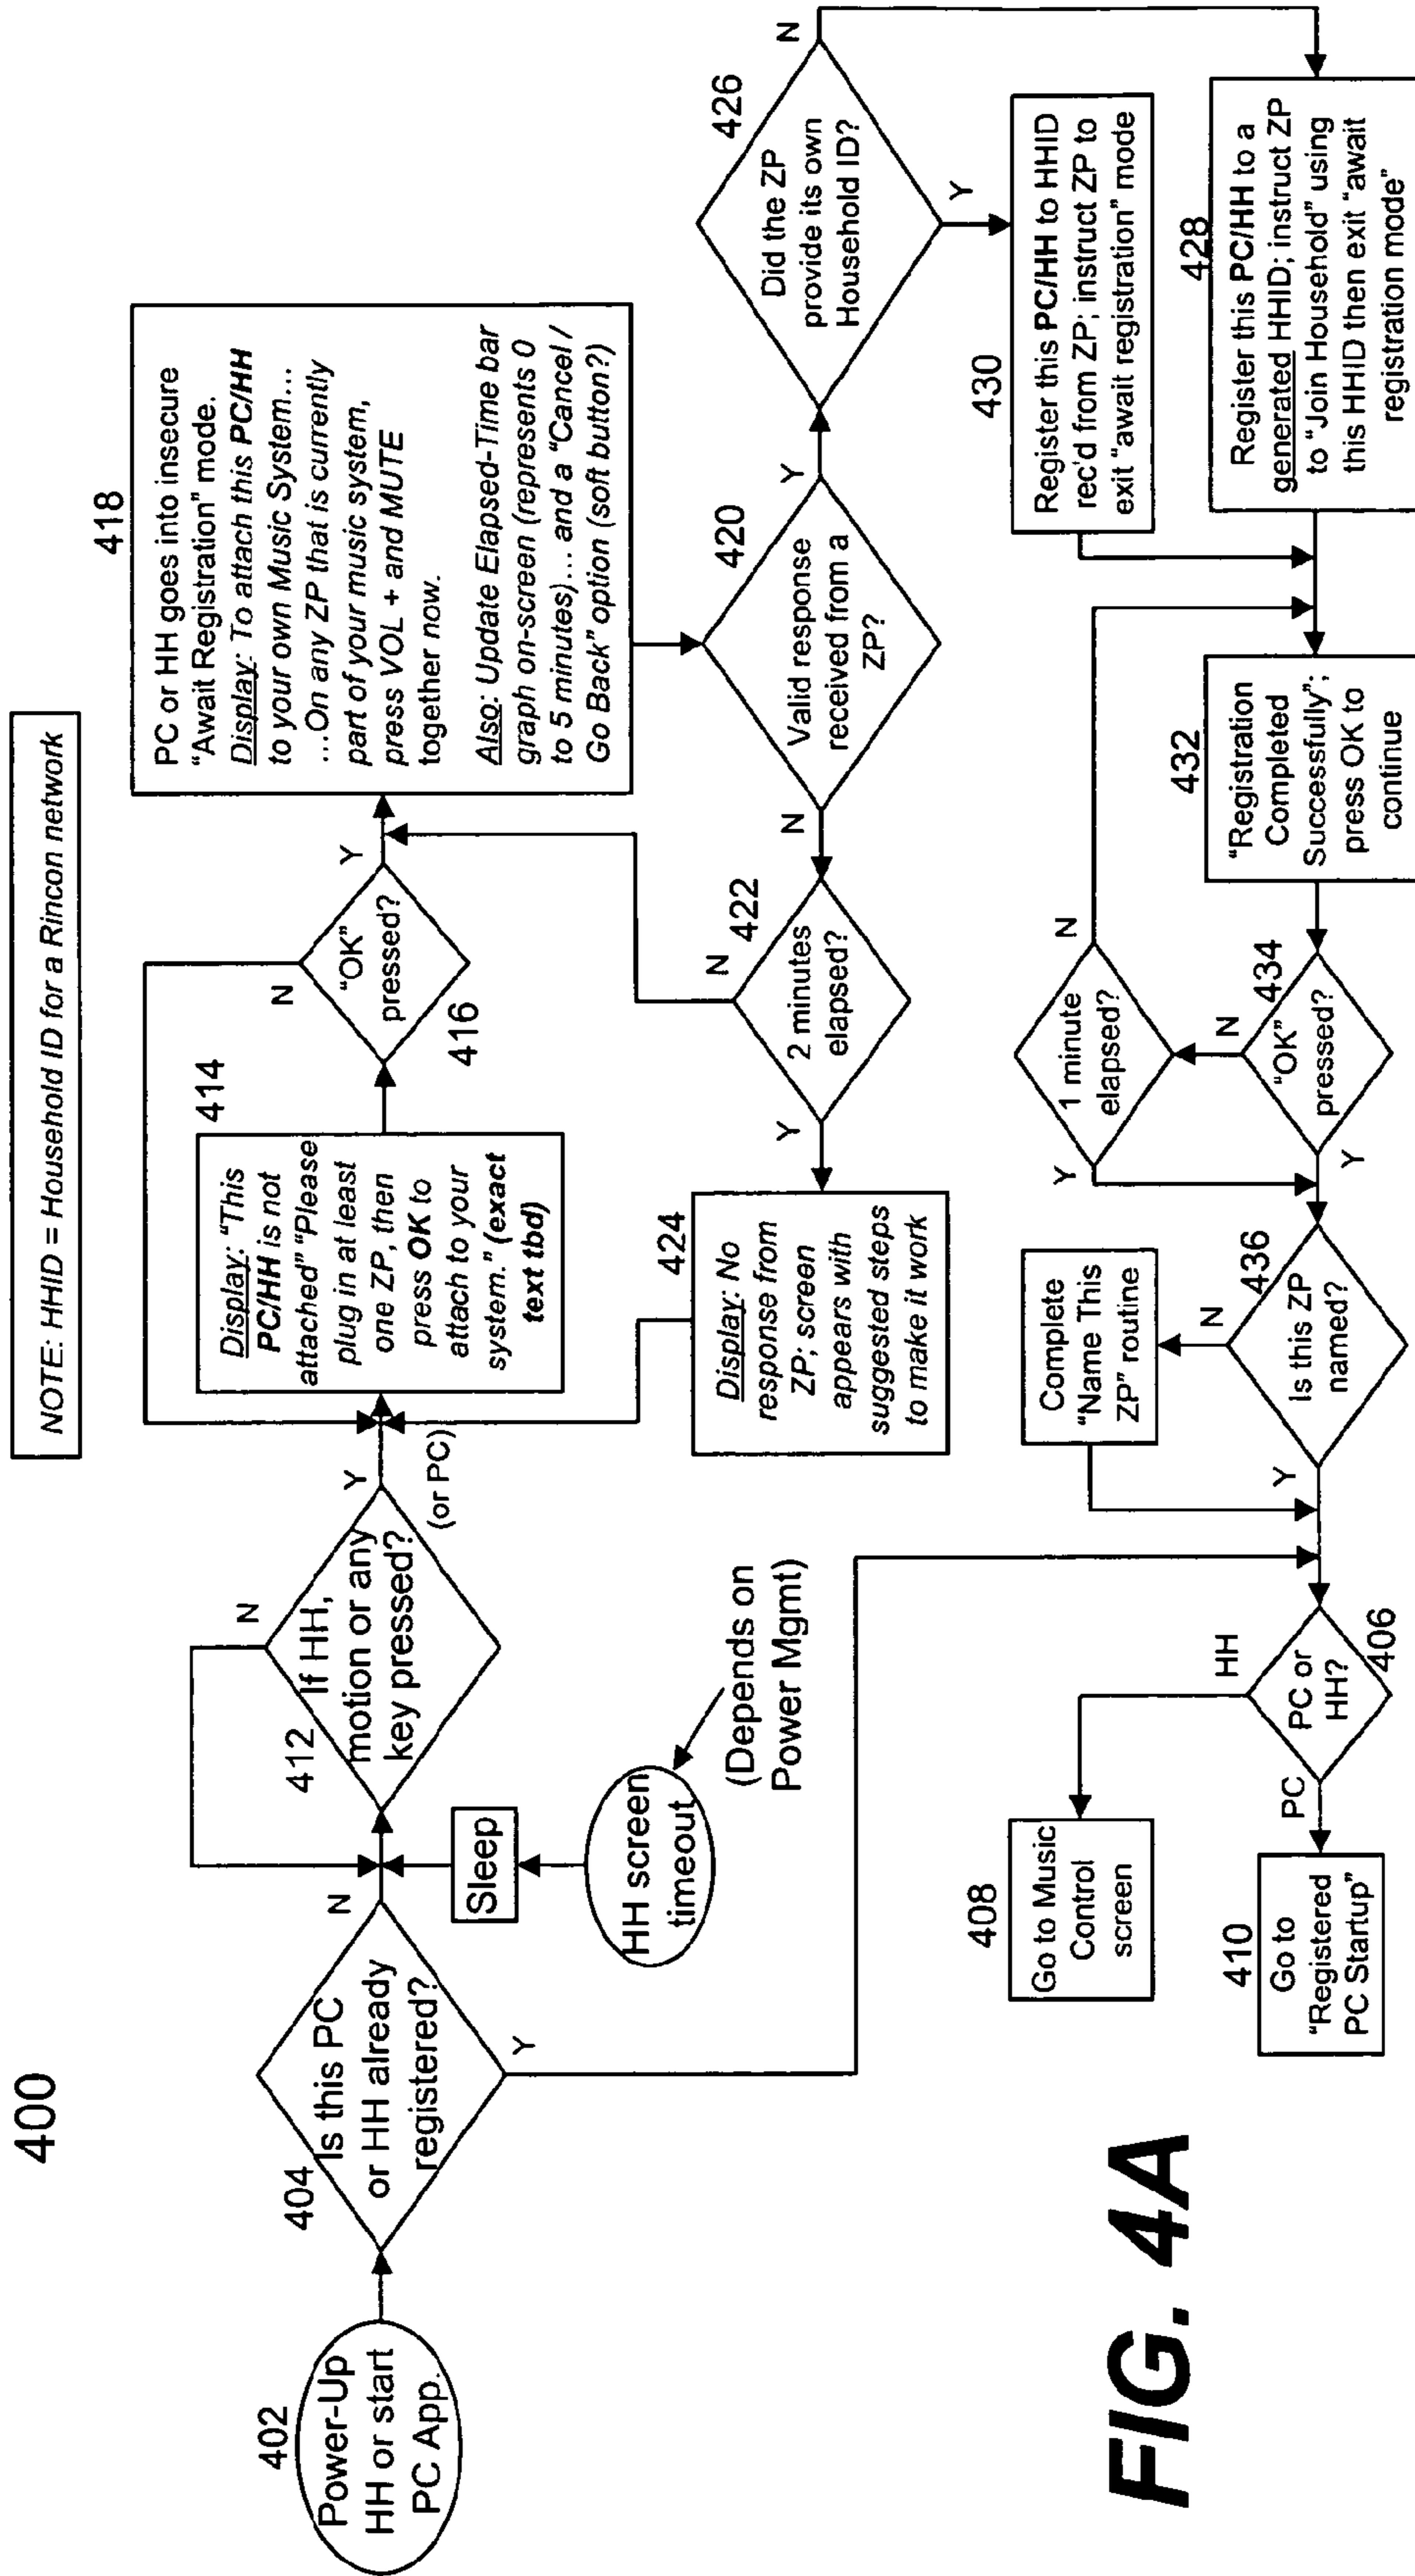 400
NOTE: HHID = Household ID for a Rincon network
402
Power-Up
HH or start
PC App.
404
Is this PC
or HH already
registered?
N
Y
Sleep
HH screen
timeout
(Depends on
Power Mgmt)
412
If HH,
motion or any
key pressed?
N
Y
(or PC)
414
Display: "This
PC/HH is not
attached" "Please
plug in at least
one ZP, then
press OK to
attach to your
system." (exact
text tbd)
416
"OK"
pressed?
N
Y
418
PC or HH goes into insecure
"Await Registration" mode.
Display: To attach this PC/HH
to your own Music System...
...On any ZP that is currently
part of your music system,
press VOL + and MUTE
together now.
Also: Update Elapsed-Time bar
graph on-screen (represents 0
to 5 minutes)... and a "Cancel /
Go Back" option (soft button?)
420
Valid response
received from a
ZP?
N
Y
422
2 minutes
elapsed?
N
Y
424
Display: No
response from
ZP; screen
appears with
suggested steps
to make it work
426
Did the ZP
provide its own
Household ID?
N
Y
430
Register this PC/HH to HHID
rec'd from ZP; instruct ZP to
exit "await registration" mode
428
Register this PC/HH to a
generated HHID; instruct ZP
to "Join Household" using
this HHID then exit "await
registration mode"
432
"Registration
Completed
Successfully";
press OK to
continue
434
"OK"
pressed?
N
Y
1 minute
elapsed?
N
Y
436
Is this ZP
named?
N
Y
Complete
"Name This
ZP" routine
406
PC or
HH?
HH
PC
408
Go to Music
Control
screen
410
Go to
"Registered
PC Startup"
FIG. 4A